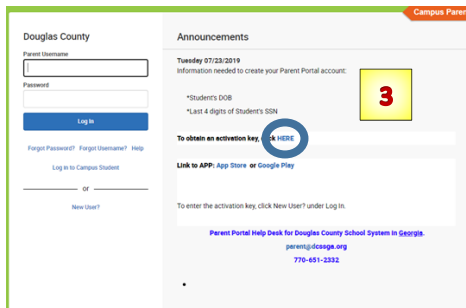 Campus Paren
Douglas County
Parent Username
Password
Log In
Forgot Password? Forgot Username? Help
Log in to Campus Student
or
New User?
Announcements
Tuesday 07/23/2019
Information needed to create your Parent Portal account:
*Student's DOB
*Last 4 digits of Student's SSN
3
To obtain an activation key, click HERE
Link to APP: App Store or Google Play
To enter the activation key, click New User? under Log In.
Parent Portal Help Desk for Douglas County School System in Georgia.
parent@dcssga.org
770-651-2332